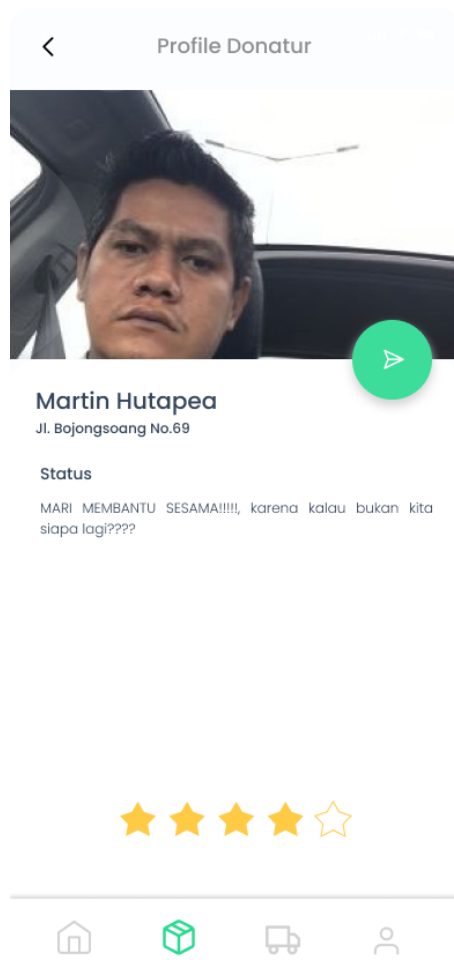 Profile Donatur
Martin Hutapea
Jl. Bojongsoang No.69
Status
MARI MEMBANTU SESAMA!!!!!, karena kalau bukan kita
siapa lagi????